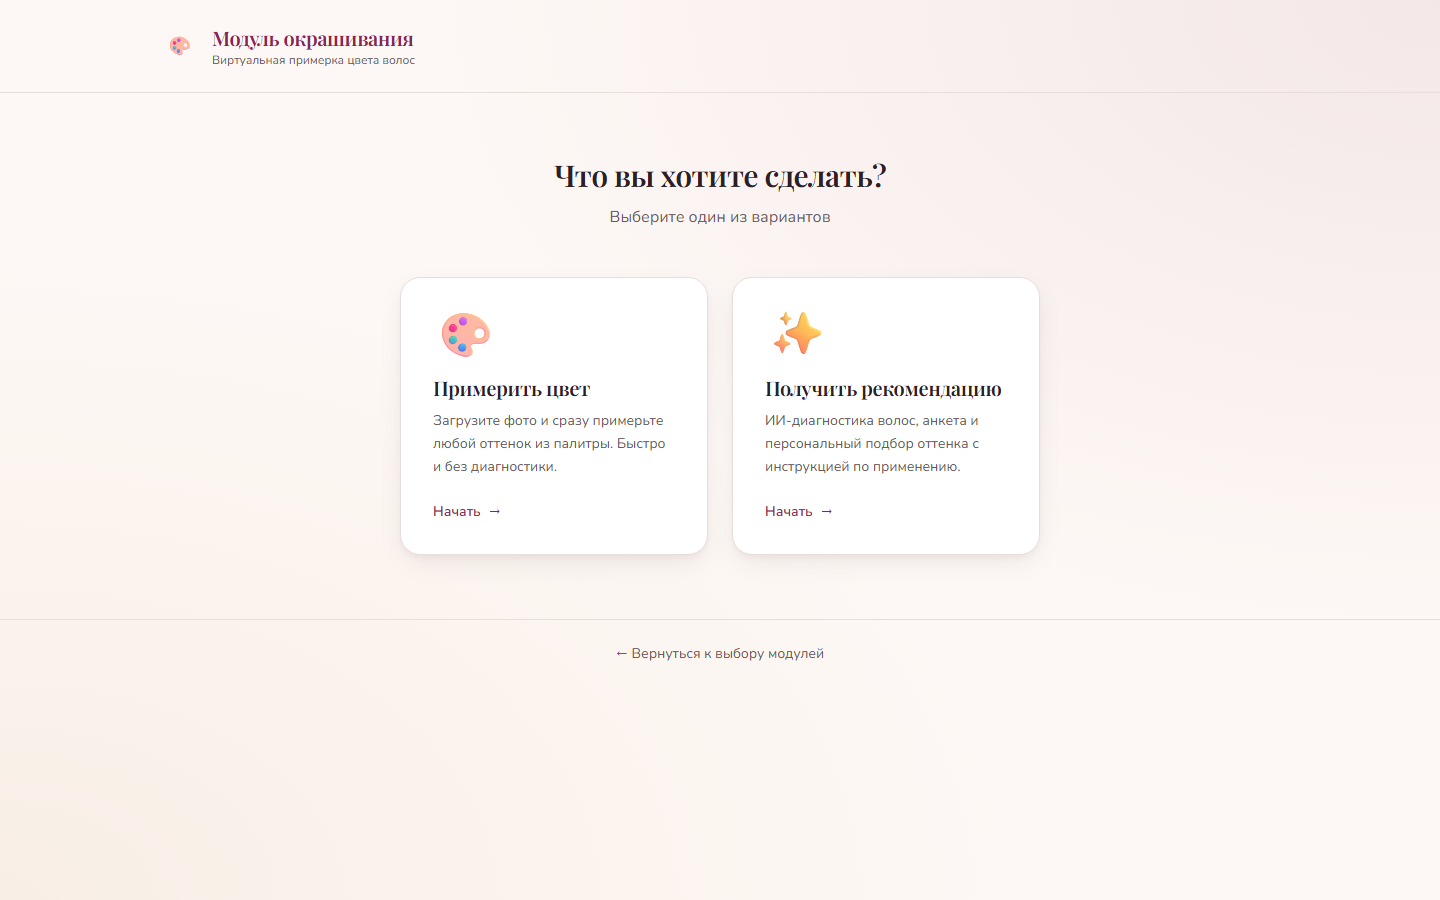 Модуль окрашивания
Виртуальная примерка цвета волос
Что вы хотите сделать?
Выберите один из вариантов
Примерить цвет
Загрузите фото и сразу примерьте
любой оттенок из палитры. Быстро
и без диагностики.
Начать →
Получить рекомендацию
ИИ-диагностика волос, анкета и
персональный подбор оттенка с
инструкцией по применению.
Начать →
← Вернуться к выбору модулей